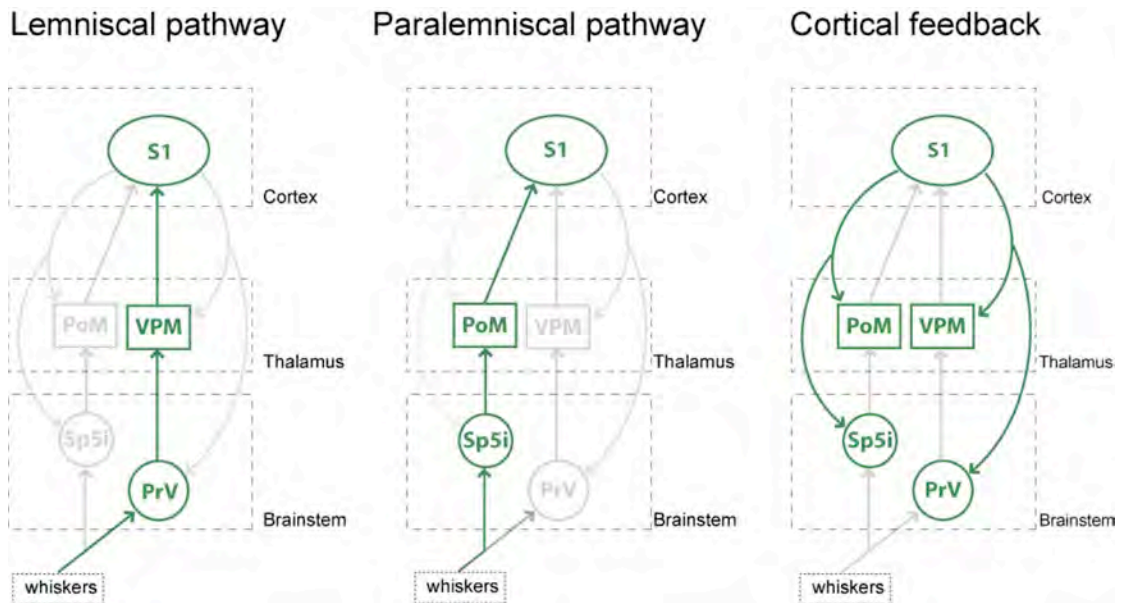 Lemniscal pathway
Paralemniscal pathway
Cortical feedback
S1
Cortex
PoM
VPM
Thalamus
Sp5i
PrV
Brainstem
whiskers
S1
Cortex
PoM
VPM
Thalamus
Sp5i
PrV
Brainstem
whiskers
S1
Cortex
PoM
VPM
Thalamus
Sp5i
PrV
Brainstem
whiskers